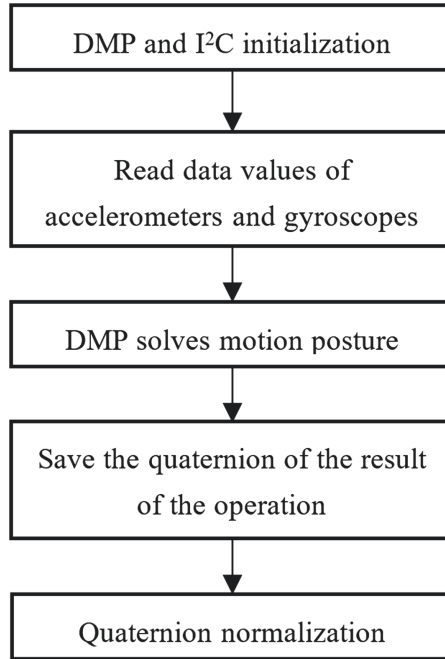 DMP and I²C initialization
Read data values of
accelerometers and gyroscopes
DMP solves motion posture
Save the quaternion of the result
of the operation
Quaternion normalization